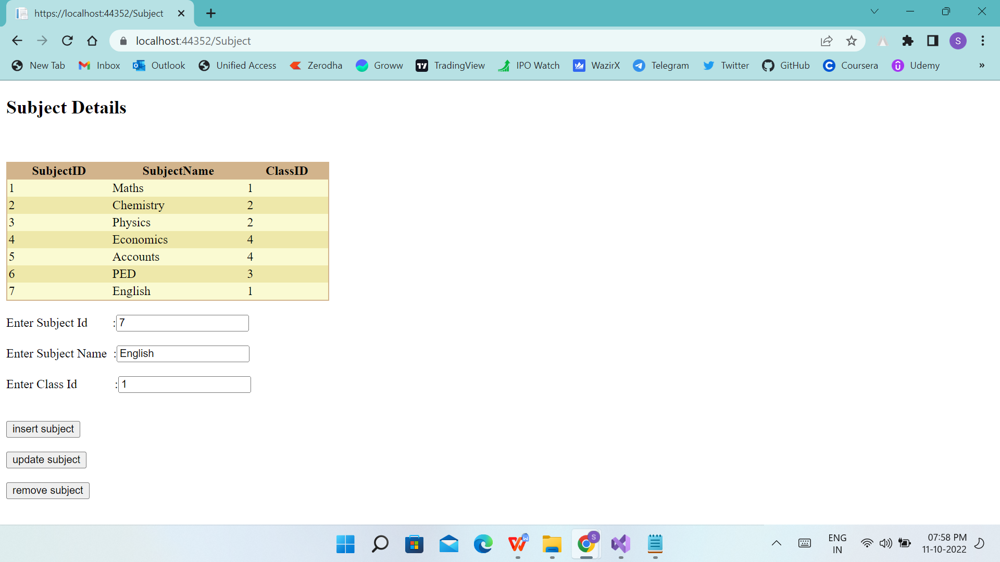 https://localhost:44352/Subject
localhost:44352/Subject
S
New Tab Inbox Outlook Unified Access Zerodha Groww TradingView IPO Watch WazirX Telegram Twitter GitHub Coursera Udemy »
Subject Details
SubjectID SubjectName ClassID
1 Maths 1
2 Chemistry 2
3 Physics 2
4 Economics 4
5 Accounts 4
6 PED 3
7 English 1
Enter Subject Id :7
Enter Subject Name :English
Enter Class Id :1
insert subject
update subject
remove subject
S
ENG
IN
07:58 PM
11-10-2022